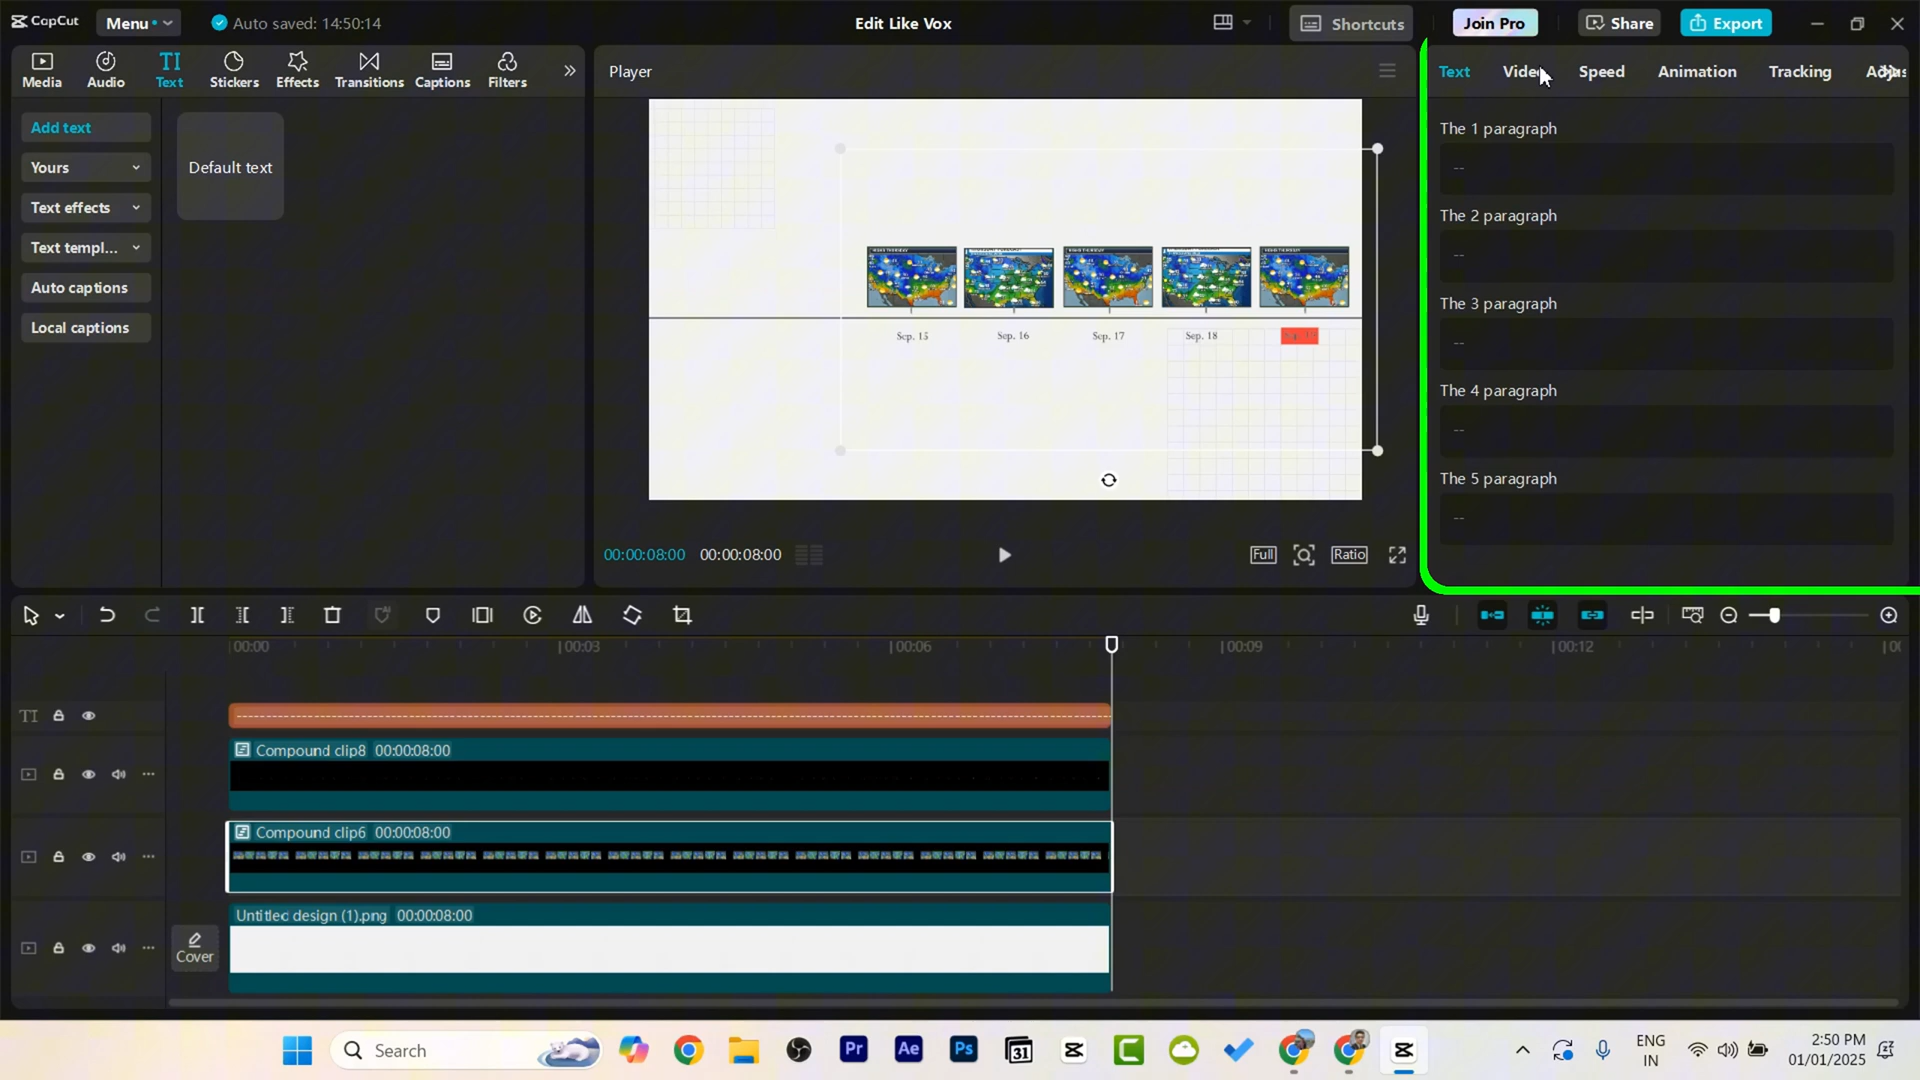 CapCut
Menu
Auto saved: 14:50:14
Edit Like Vox
Shortcuts
Join Pro
Share
Export
Media
Audio
TI
Text
Stickers
Effects
Transitions
Captions
Filters
Player
Text
Video
Speed
Animation
Tracking
Add text
Yours
Text effects
Text templ...
Auto captions
Local captions
Default text
Sep. 15
Sep. 16
Sep. 17
Sep. 18
00:00:08:00
00:00:08:00
Full
Ratio
The 1 paragraph
--
The 2 paragraph
--
The 3 paragraph
--
The 4 paragraph
--
The 5 paragraph
--
00:00
00:03
00:06
00:09
00:12
TI
Compound clip8 00:00:08:00
Compound clip6 00:00:08:00
Untitled design (1).png 00:00:08:00
Cover
Search
Pr
Ae
Ps
31
ENG
IN
2:50 PM
01/01/2025